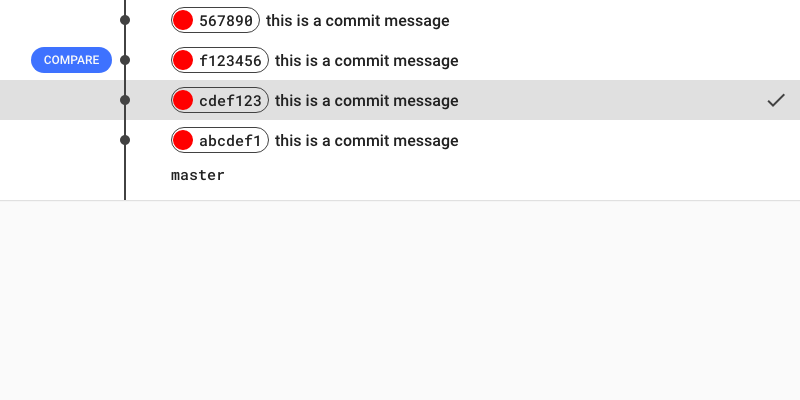 567890 this is a commit message
COMPARE f123456 this is a commit message
cdef123 this is a commit message
abcdef1 this is a commit message
master